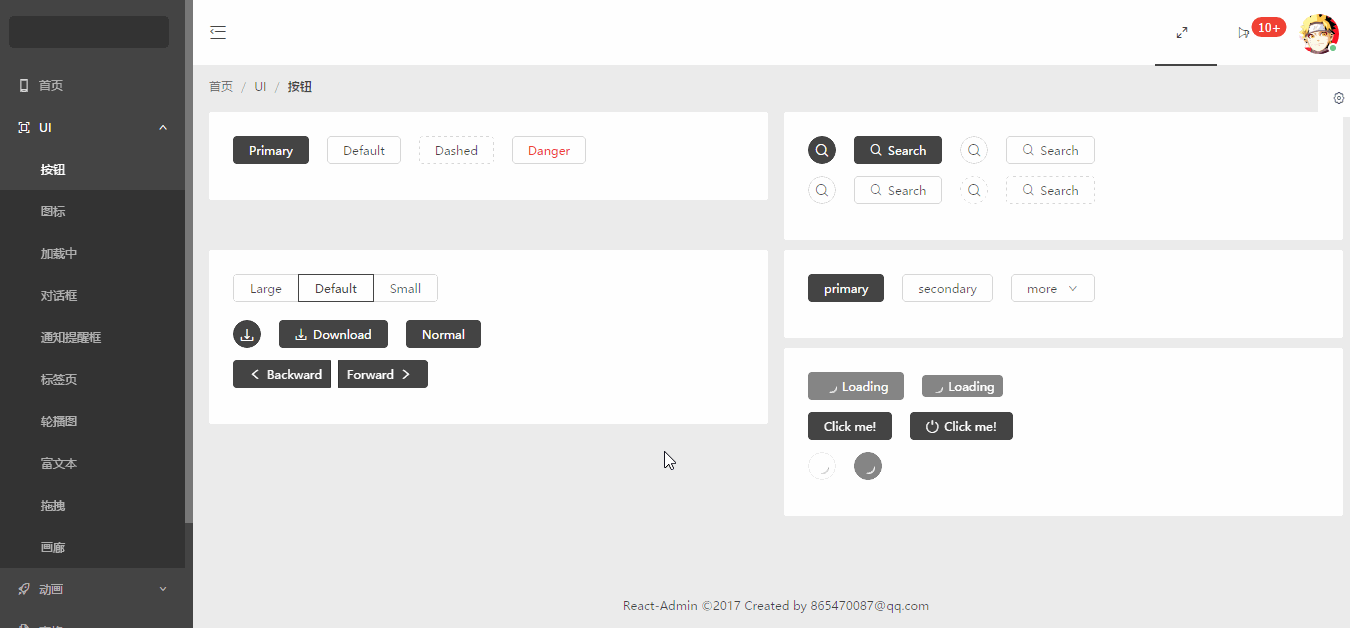 10+
首页
UI
按钮
图标
加载中
对话框
通知提醒框
标签页
轮播图
富文本
拖拽
画廊
动画
首页 / UI / 按钮
Primary Default Dashed Danger
Search Search
Search Search
Large Default Small
Download Normal
Backward Forward
primary secondary more
Loading Loading
Click me! Click me!
React-Admin ©2017 Created by 865470087@qq.com